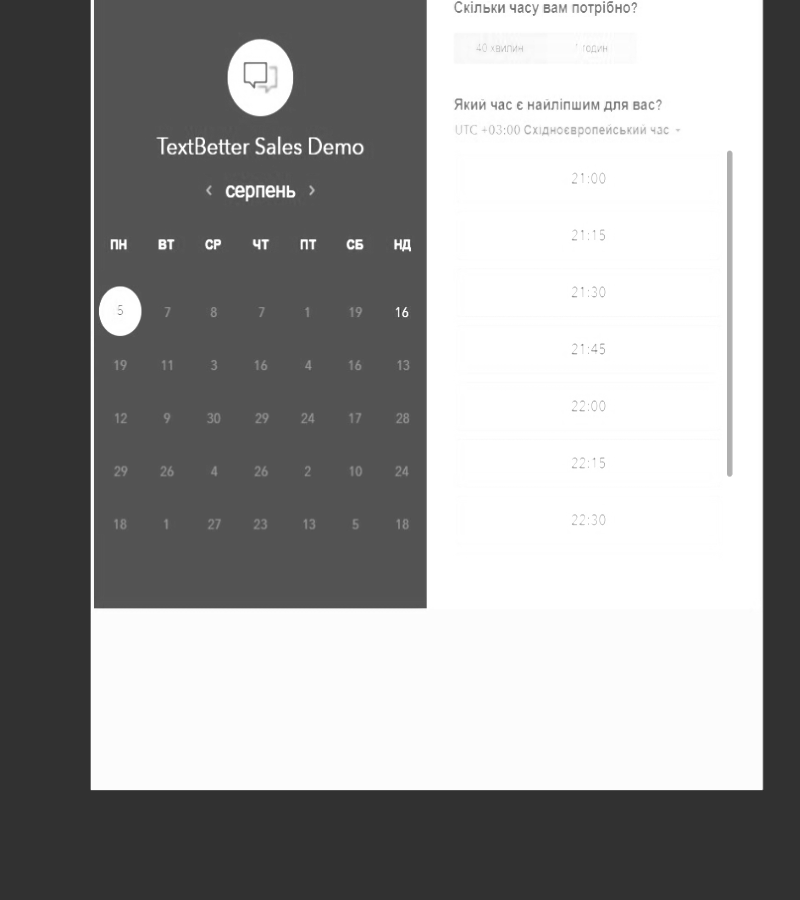 TextBetter Sales Demo
‹ серпень ›
ПН ВТ СР ЧТ ПТ СБ НД
5 7 8 7 1 19 16
19 11 3 16 4 16 13
12 9 30 29 24 17 28
29 26 4 26 2 10 24
18 1 27 23 13 5 18
Скільки часу вам потрібно?
40 хвилин 1 годин
Який час є найліпшим для вас?
UTC +03:00 Східноєвропейський час
21:00
21:15
21:30
21:45
22:00
22:15
22:30